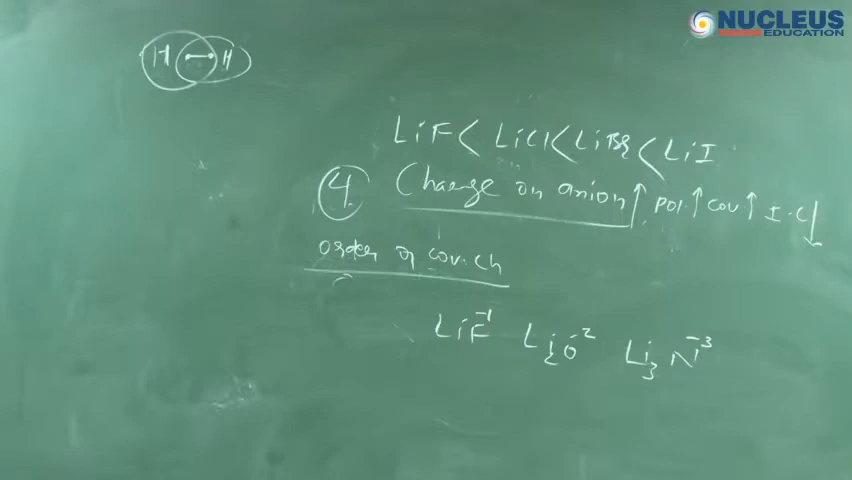 NUCLEUS
EDUCATION
H H
LiF < LiCl < LiBr < LiI
4. Charge on anion ↑ pol. ↑ cov ↑ I.C ↓
order of cov. ch
LiF⁻¹ Li₂O⁻² Li₃N⁻³